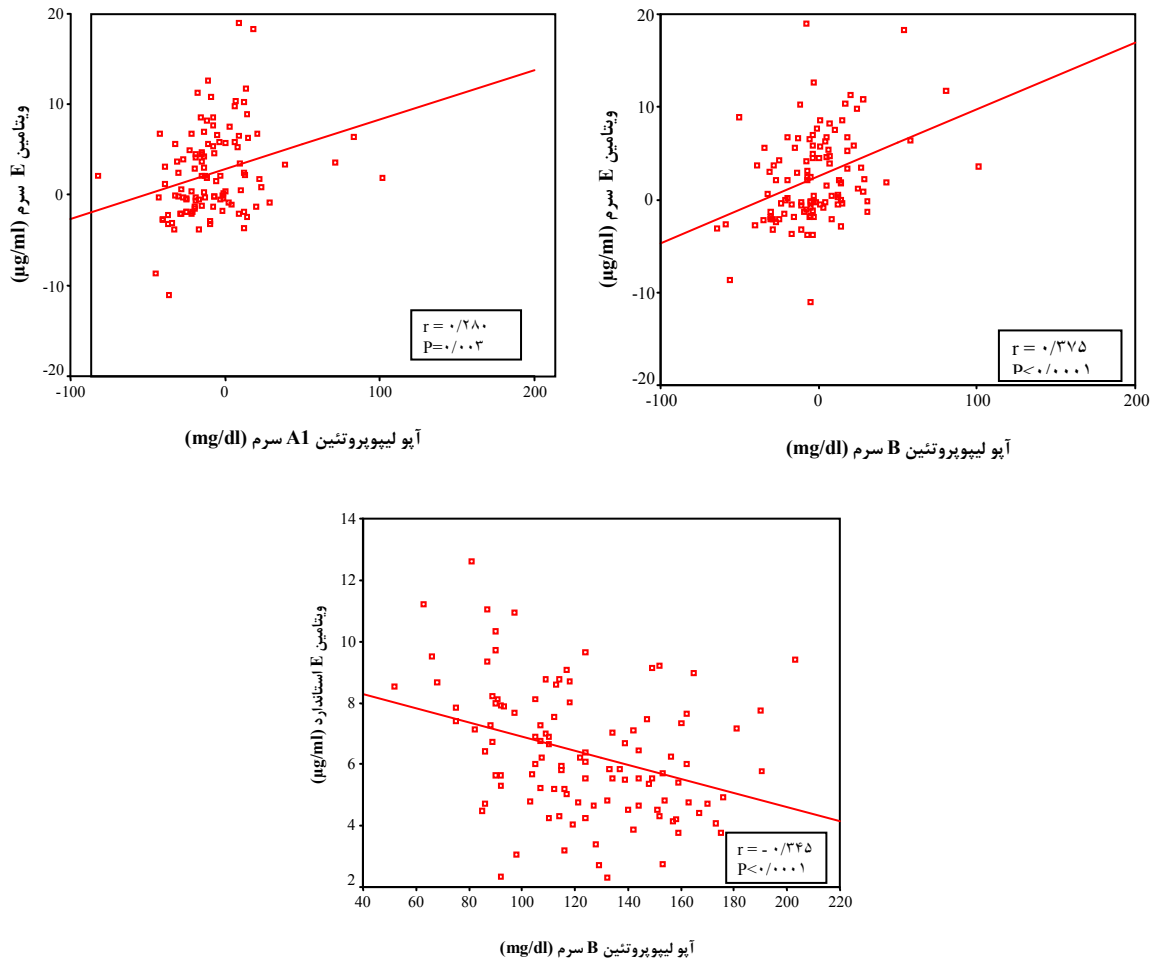 20
10
0
-10
-20
-100
0
100
200
ویتامین E سرم (µg/ml)
r = ۰/۲۸۰
P=۰/۰۰۳
آپو لیپوپروتئین A1 سرم (mg/dl)
20
10
0
-10
-20
-100
0
100
200
ویتامین E سرم (µg/ml)
r = ۰/۳۷۵
P<۰/۰۰۰۱
آپو لیپوپروتئین B سرم (mg/dl)
14
12
10
8
6
4
2
40
60
80
100
120
140
160
180
200
220
ویتامین E استاندارد (µg/ml)
r = - ۰/۳۴۵
P<۰/۰۰۰۱
آپو لیپوپروتئین B سرم (mg/dl)